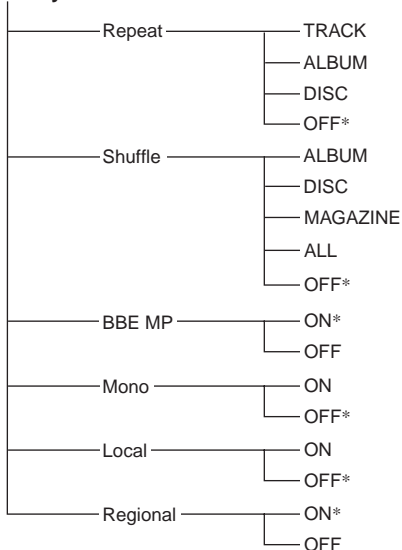 Repeat
TRACK
ALBUM
DISC
OFF*
Shuffle
ALBUM
DISC
MAGAZINE
ALL
OFF*
BBE MP
ON*
OFF
Mono
ON
OFF*
Local
ON
OFF*
Regional
ON*
OFF